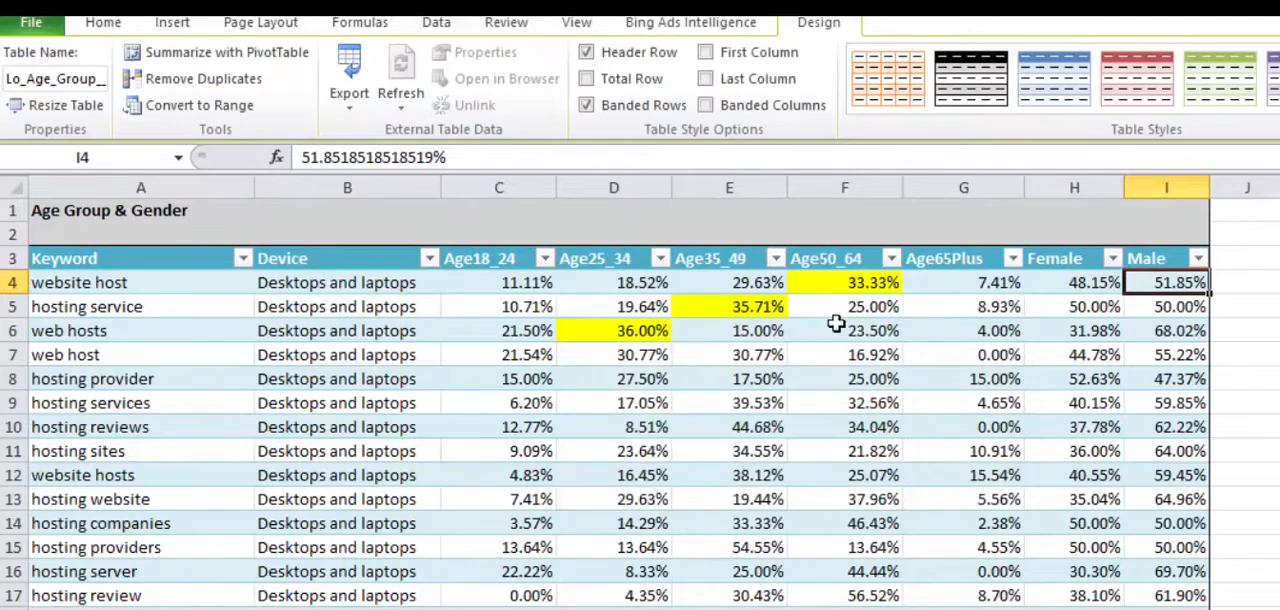 File Home Insert Page Layout Formulas Data Review View Bing Ads Intelligence Design
Table Name: Summarize with PivotTable Properties Header Row First Column
Lo_Age_Group_ Remove Duplicates Export Refresh Open in Browser Total Row Last Column
Resize Table Convert to Range Unlink Banded Rows Banded Columns
Properties Tools External Table Data Table Style Options Table Styles
I4 fx 51.8518518518519%
A B C D E F G H I J
1 Age Group & Gender
2
3 Keyword Device Age18_24 Age25_34 Age35_49 Age50_64 Age65Plus Female Male
4 website host Desktops and laptops 11.11% 18.52% 29.63% 33.33% 7.41% 48.15% 51.85%
5 hosting service Desktops and laptops 10.71% 19.64% 35.71% 25.00% 8.93% 50.00% 50.00%
6 web hosts Desktops and laptops 21.50% 36.00% 15.00% 23.50% 4.00% 31.98% 68.02%
7 web host Desktops and laptops 21.54% 30.77% 30.77% 16.92% 0.00% 44.78% 55.22%
8 hosting provider Desktops and laptops 15.00% 27.50% 17.50% 25.00% 15.00% 52.63% 47.37%
9 hosting services Desktops and laptops 6.20% 17.05% 39.53% 32.56% 4.65% 40.15% 59.85%
10 hosting reviews Desktops and laptops 12.77% 8.51% 44.68% 34.04% 0.00% 37.78% 62.22%
11 hosting sites Desktops and laptops 9.09% 23.64% 34.55% 21.82% 10.91% 36.00% 64.00%
12 website hosts Desktops and laptops 4.83% 16.45% 38.12% 25.07% 15.54% 40.55% 59.45%
13 hosting website Desktops and laptops 7.41% 29.63% 19.44% 37.96% 5.56% 35.04% 64.96%
14 hosting companies Desktops and laptops 3.57% 14.29% 33.33% 46.43% 2.38% 50.00% 50.00%
15 hosting providers Desktops and laptops 13.64% 13.64% 54.55% 13.64% 4.55% 50.00% 50.00%
16 hosting server Desktops and laptops 22.22% 8.33% 25.00% 44.44% 0.00% 30.30% 69.70%
17 hosting review Desktops and laptops 0.00% 4.35% 30.43% 56.52% 8.70% 38.10% 61.90%